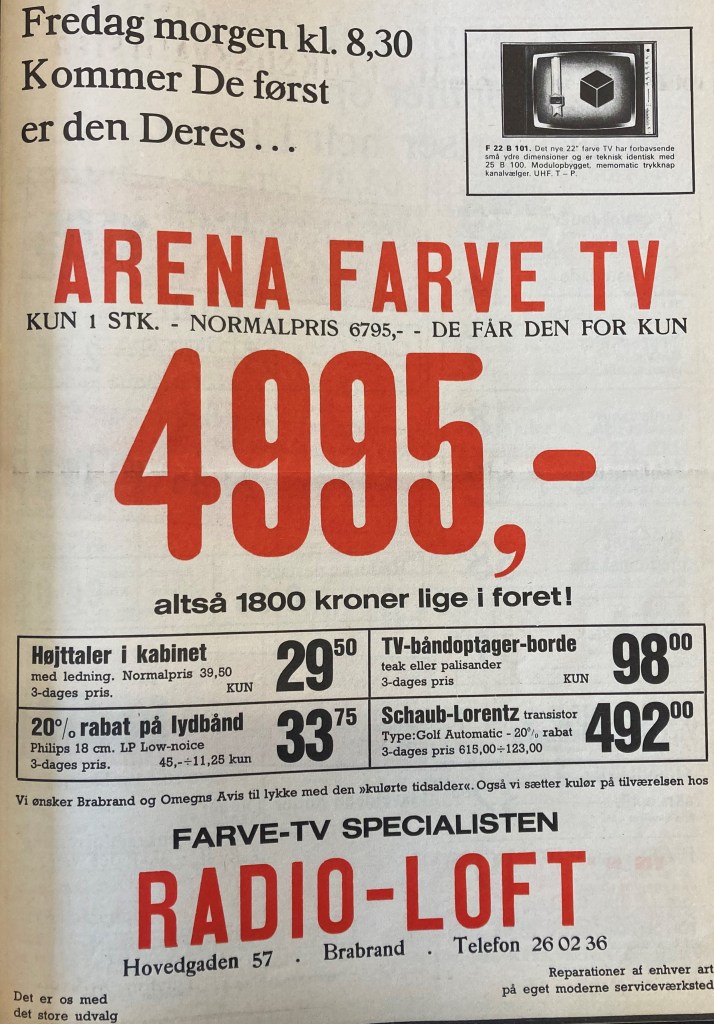 Fredag morgen kl. 8,30
Kommer De først
er den Deres...
F 22 B 101. Det nye 22" farve TV har forbavsende
små ydre dimensioner og er teknisk identisk med
25 B 100. Modulopbygget, memomatic trykknap
kanalvælger. UHF. T – P.
ARENA FARVE TV
KUN 1 STK. - NORMALPRIS 6795,- - DE FÅR DEN FOR KUN
4995,-
altså 1800 kroner lige i foret!
Højttaler i kabinet
med ledning. Normalpris 39,50
3-dages pris. KUN
29 50
TV-båndoptager-borde
teak eller palisander
3-dages pris KUN
98 00
20% rabat på lydbånd
Philips 18 cm. LP Low-noice
3-dages pris. 45,-÷11,25 kun
33 75
Schaub-Lorentz transistor
Type: Golf Automatic - 20% rabat
3-dages pris 615,00÷123,00
492 00
Vi ønsker Brabrand og Omegns Avis til lykke med den »kulørte tidsalder«. Også vi sætter kulør på tilværelsen hos
FARVE-TV SPECIALISTEN
RADIO-LOFT
Hovedgaden 57 . Brabrand . Telefon 26 02 36
Det er os med
det store udvalg
Reparationer af enhver art
på eget moderne serviceværksted